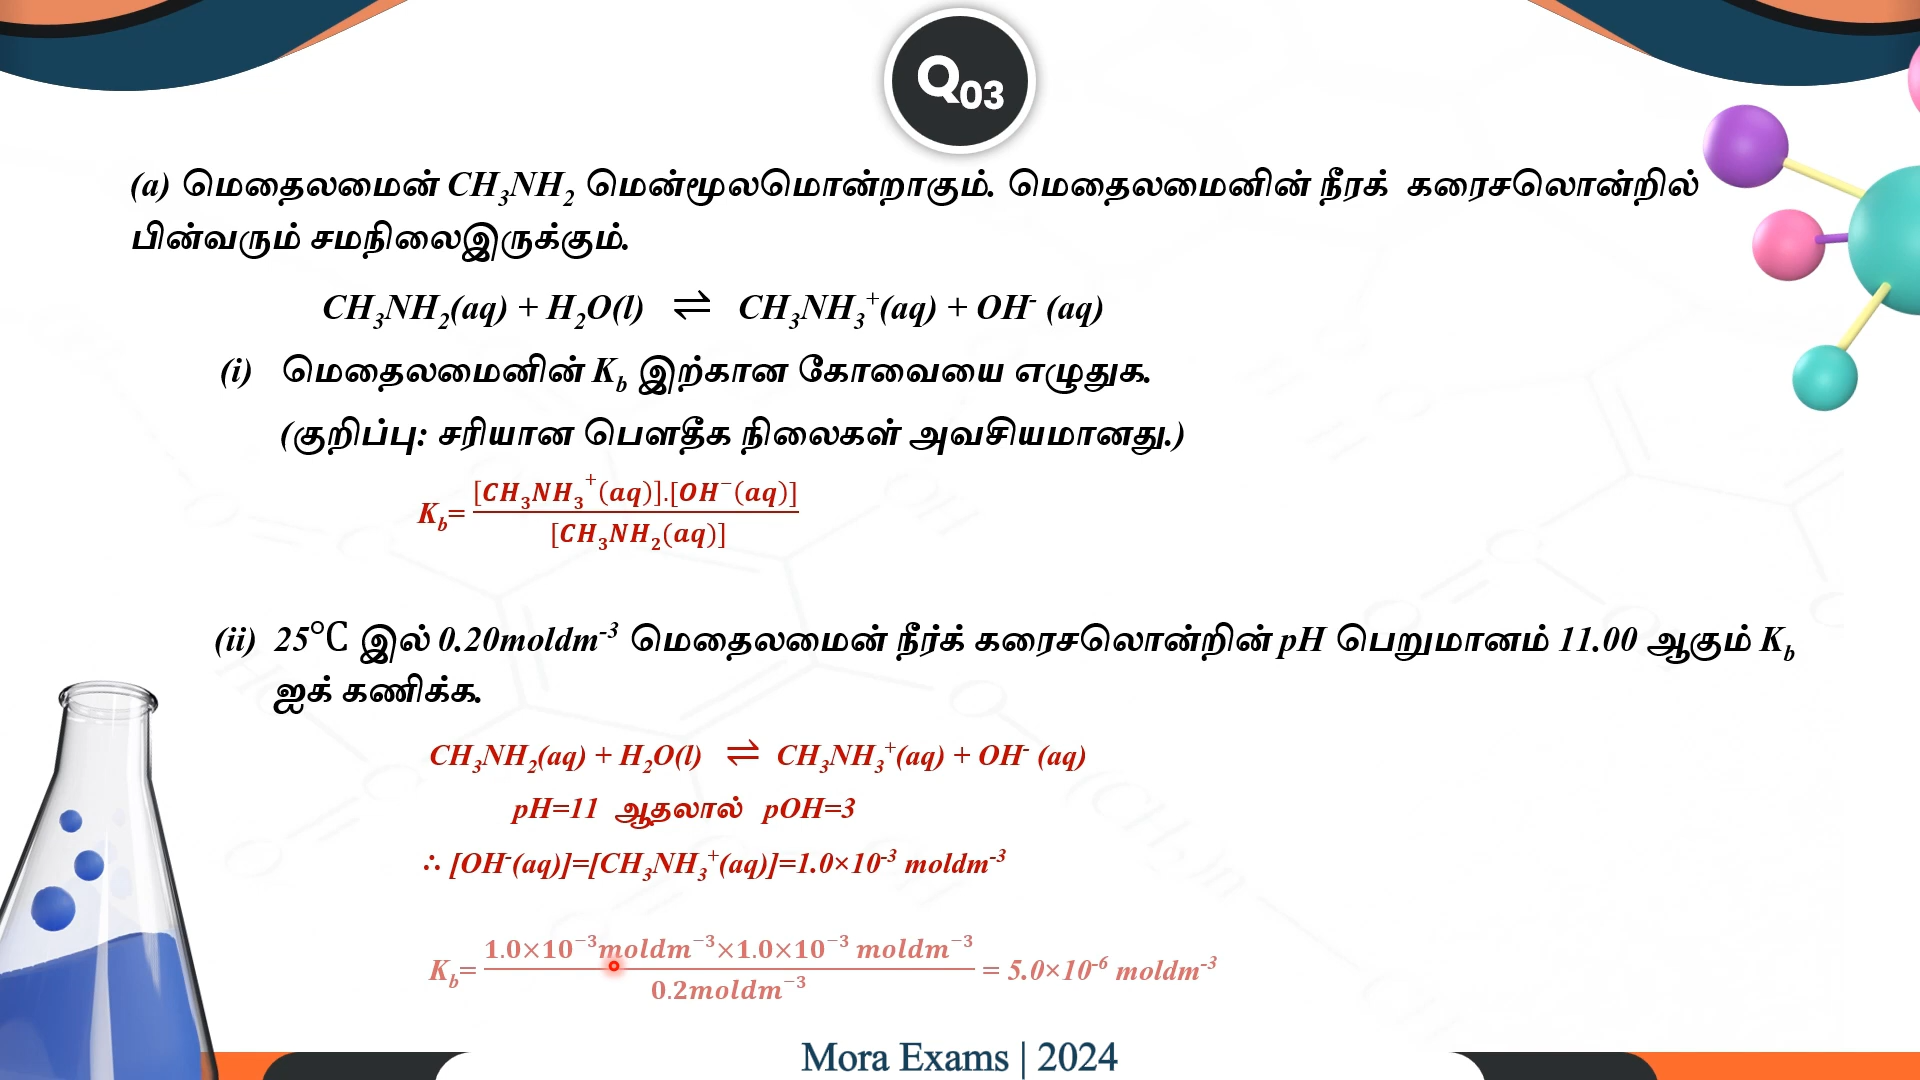 Q03
(a) மெதைலமைன் CH₃NH₂ மென்மூலமொன்றாகும். மெதைலமைனின் நீரக் கரைசலொன்றில்
பின்வரும் சமநிலைஇருக்கும்.
CH₃NH₂(aq) + H₂O(l) ⇌ CH₃NH₃⁺(aq) + OH⁻ (aq)
(i) மெதைலமைனின் K_b இற்கான கோவையை எழுதுக.
(குறிப்பு: சரியான பௌதீக நிலைகள் அவசியமானது.)
K_b= [CH₃NH₃⁺(aq)].[OH⁻(aq)]
[CH₃NH₂(aq)]
(ii) 25°C இல் 0.20moldm⁻³ மெதைலமைன் நீர்க் கரைசலொன்றின் pH பெறுமானம் 11.00 ஆகும் K_b
ஐக் கணிக்க.
CH₃NH₂(aq) + H₂O(l) ⇌ CH₃NH₃⁺(aq) + OH⁻ (aq)
pH=11 ஆதலால் pOH=3
∴ [OH⁻(aq)]=[CH₃NH₃⁺(aq)]=1.0×10⁻³ moldm⁻³
K_b= 1.0×10⁻³moldm⁻³×1.0×10⁻³ moldm⁻³ = 5.0×10⁻⁶ moldm⁻³
0.2moldm⁻³
Mora Exams | 2024